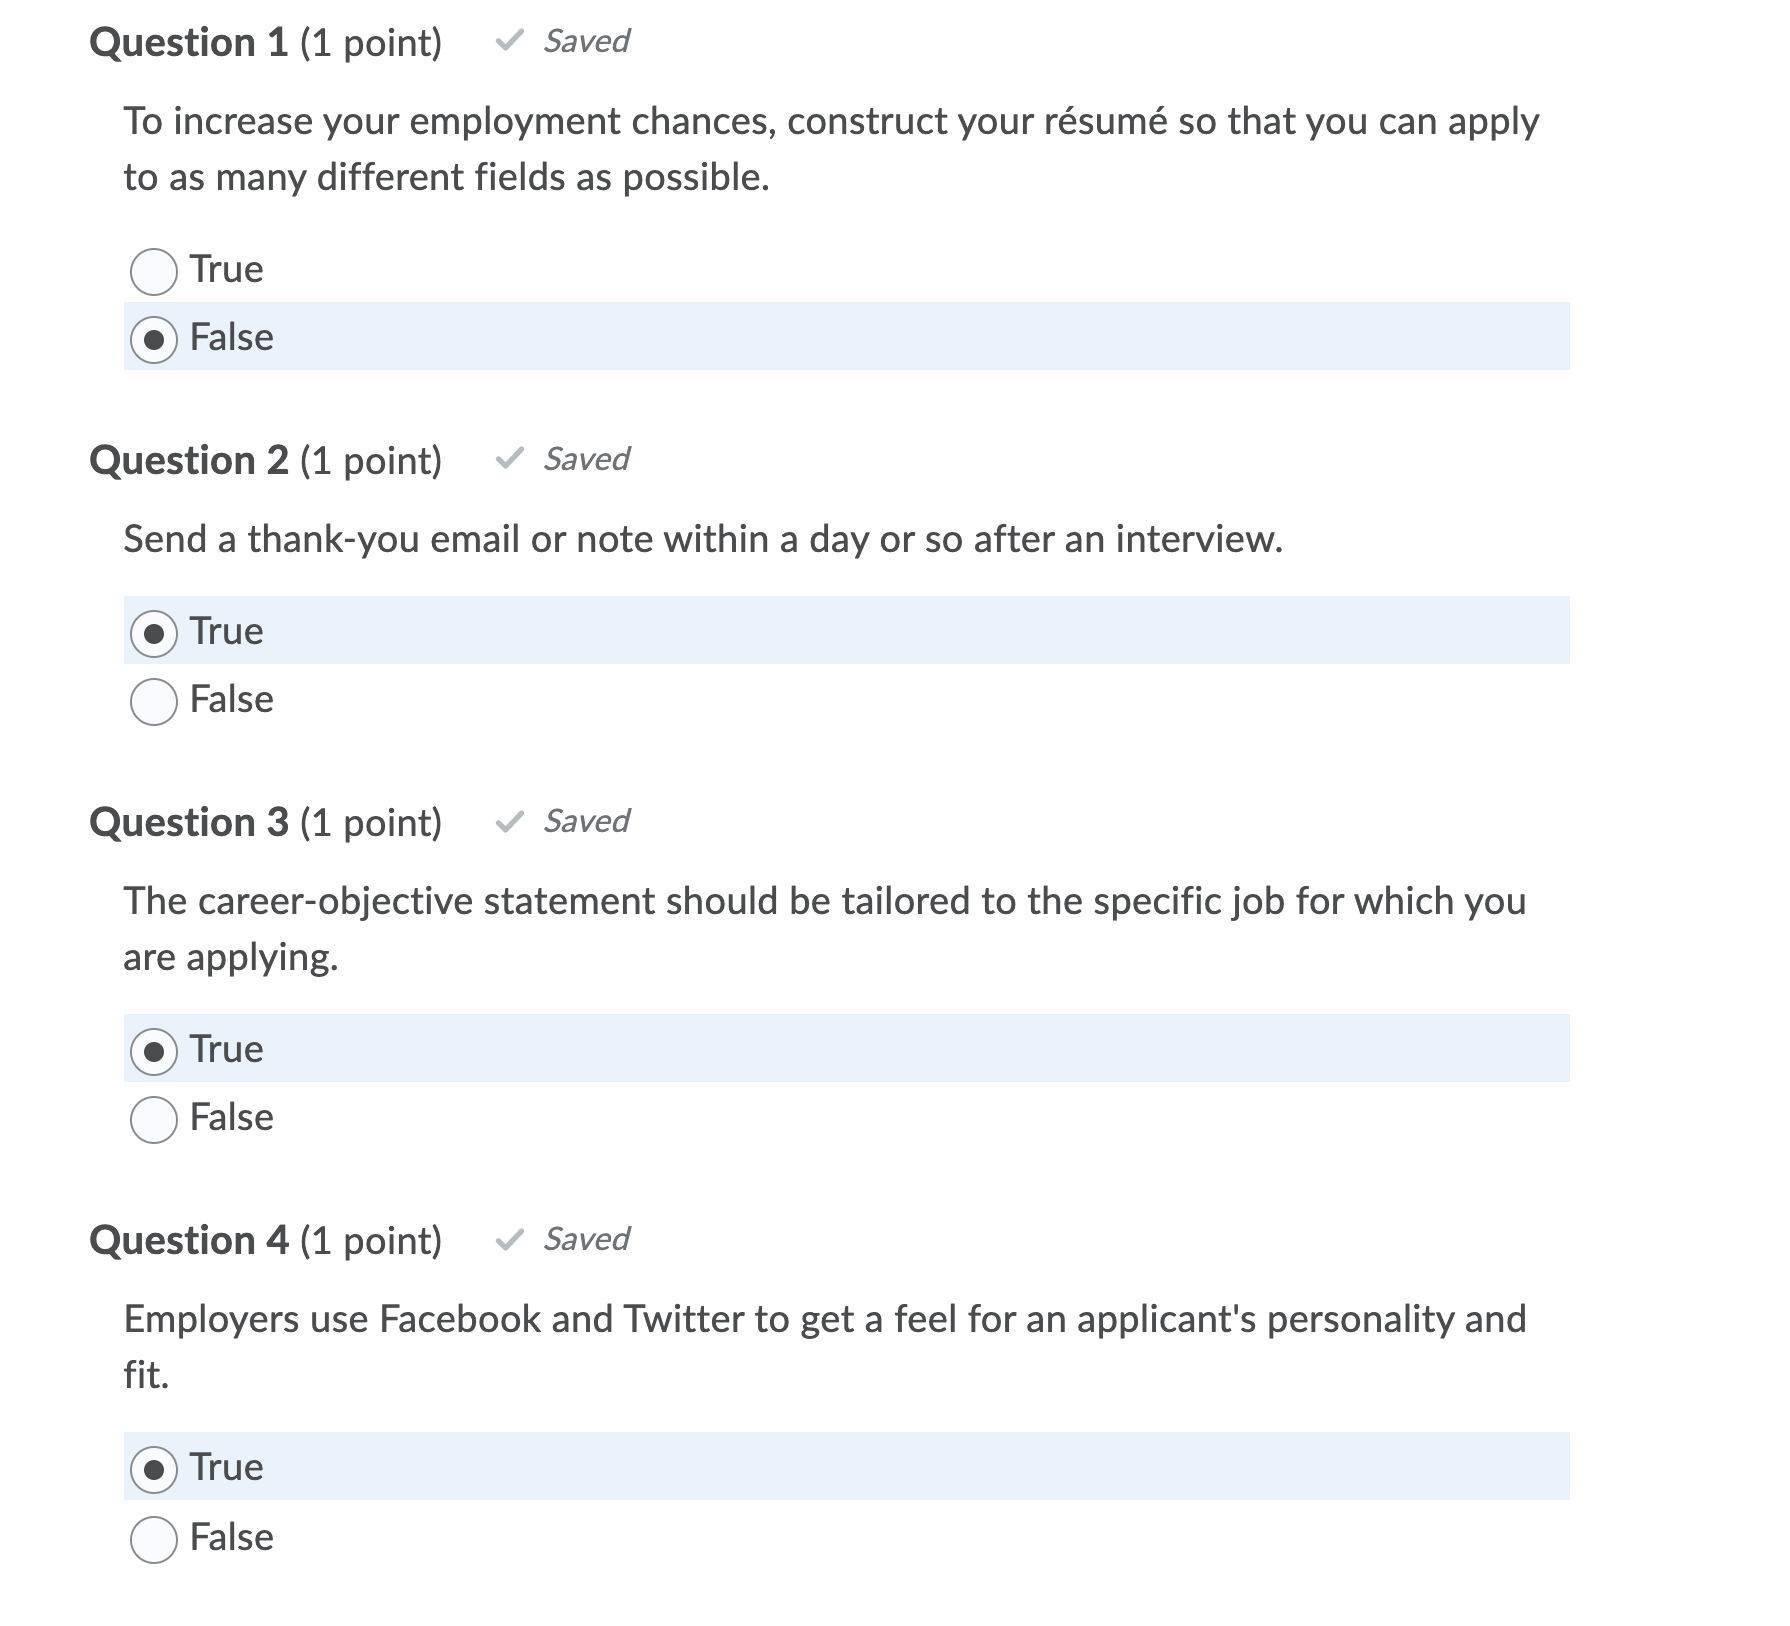 Question 1 (1 point) Saved
To increase your employment chances, construct your résumé so that you can apply
to as many different fields as possible.
True
False
Question 2 (1 point) Saved
Send a thank-you email or note within a day or so after an interview.
True
False
Question 3 (1 point) Saved
The career-objective statement should be tailored to the specific job for which you
are applying.
True
False
Question 4 (1 point) Saved
Employers use Facebook and Twitter to get a feel for an applicant's personality and
fit.
True
False